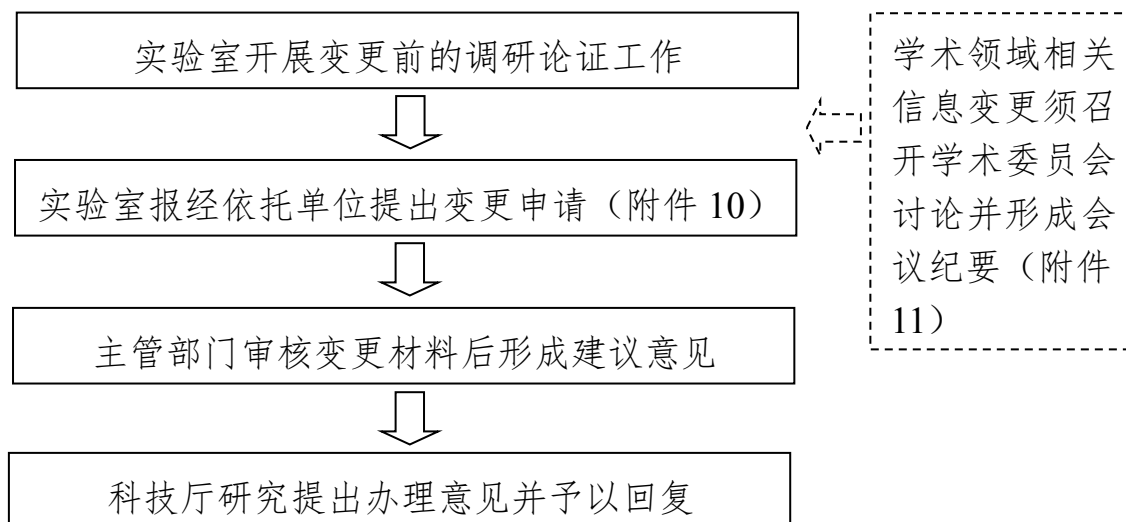 实验室开展变更前的调研论证工作
实验室报经依托单位提出变更申请（附件 10）
主管部门审核变更材料后形成建议意见
科技厅研究提出办理意见并予以回复
学术领域相关
信息变更须召
开学术委员会
讨论并形成会
议纪要（附件
11）